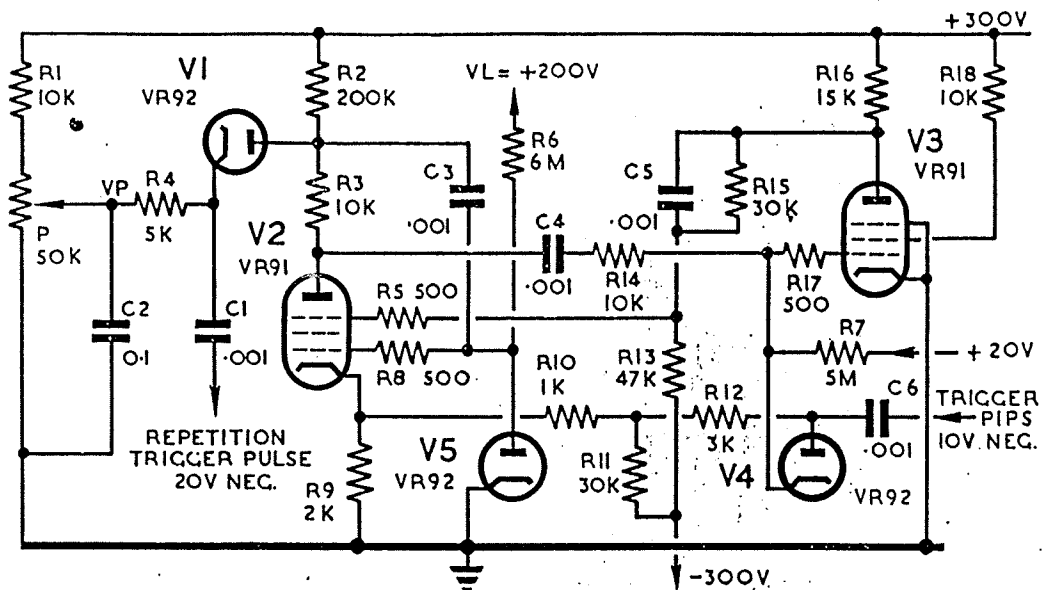 +300V
R1
10K
V1
VR92
R2
200K
VL = +200V
R6
6M
R16
15K
R18
10K
V3
VR91
C3
.001
C5
.001
R15
30K
R4
5K
VP
P
50K
R3
10K
V2
VR91
C4
.001
R14
10K
R17
500
C2
0.1
C1
.001
R5 500
R8 500
R7
5M
+20V
R10
1K
R13
47K
R12
3K
C6
.001
TRIGGER
PIPS
10V NEG.
REPETITION
TRIGGER PULSE
20V NEG.
R9
2K
V5
VR92
R11
30K
V4
VR92
-300V